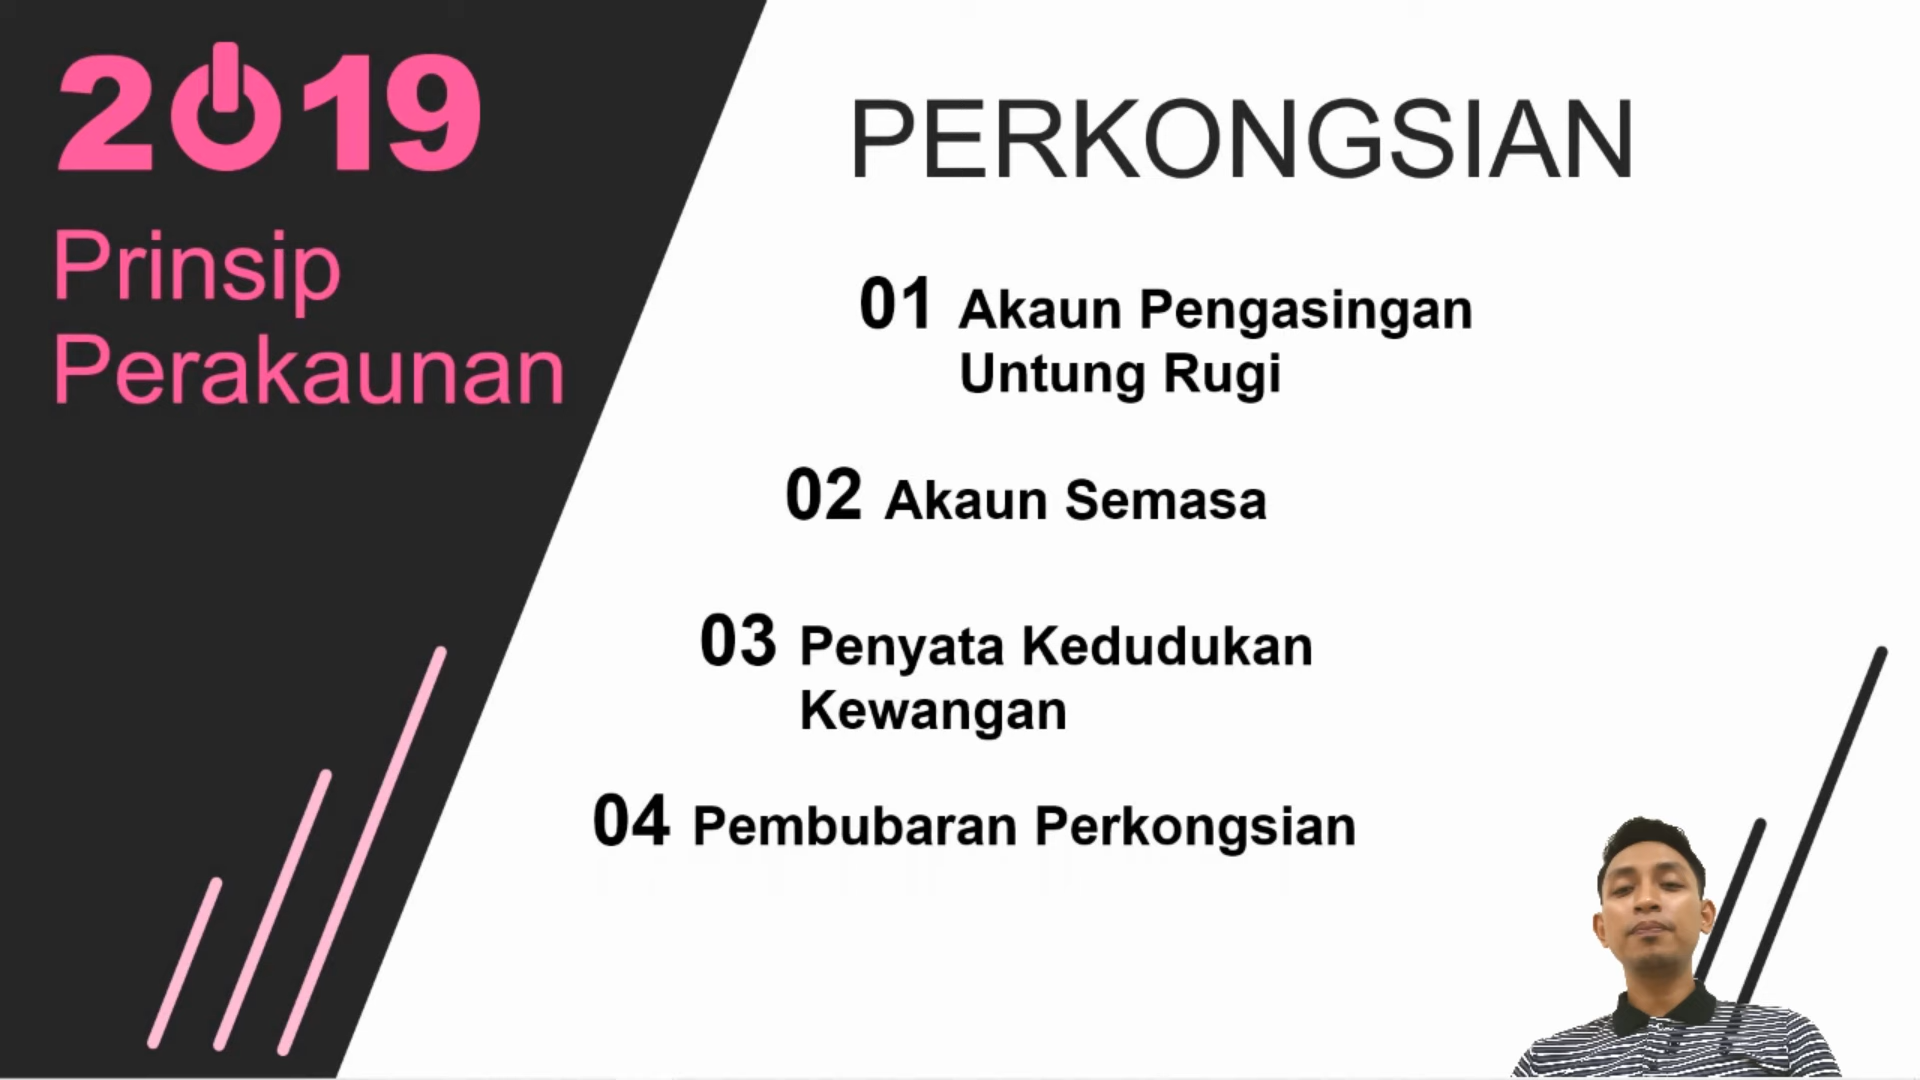 2019
Prinsip
Perakaunan
PERKONGSIAN
01 Akaun Pengasingan
Untung Rugi
02 Akaun Semasa
03 Penyata Kedudukan
Kewangan
04 Pembubaran Perkongsian